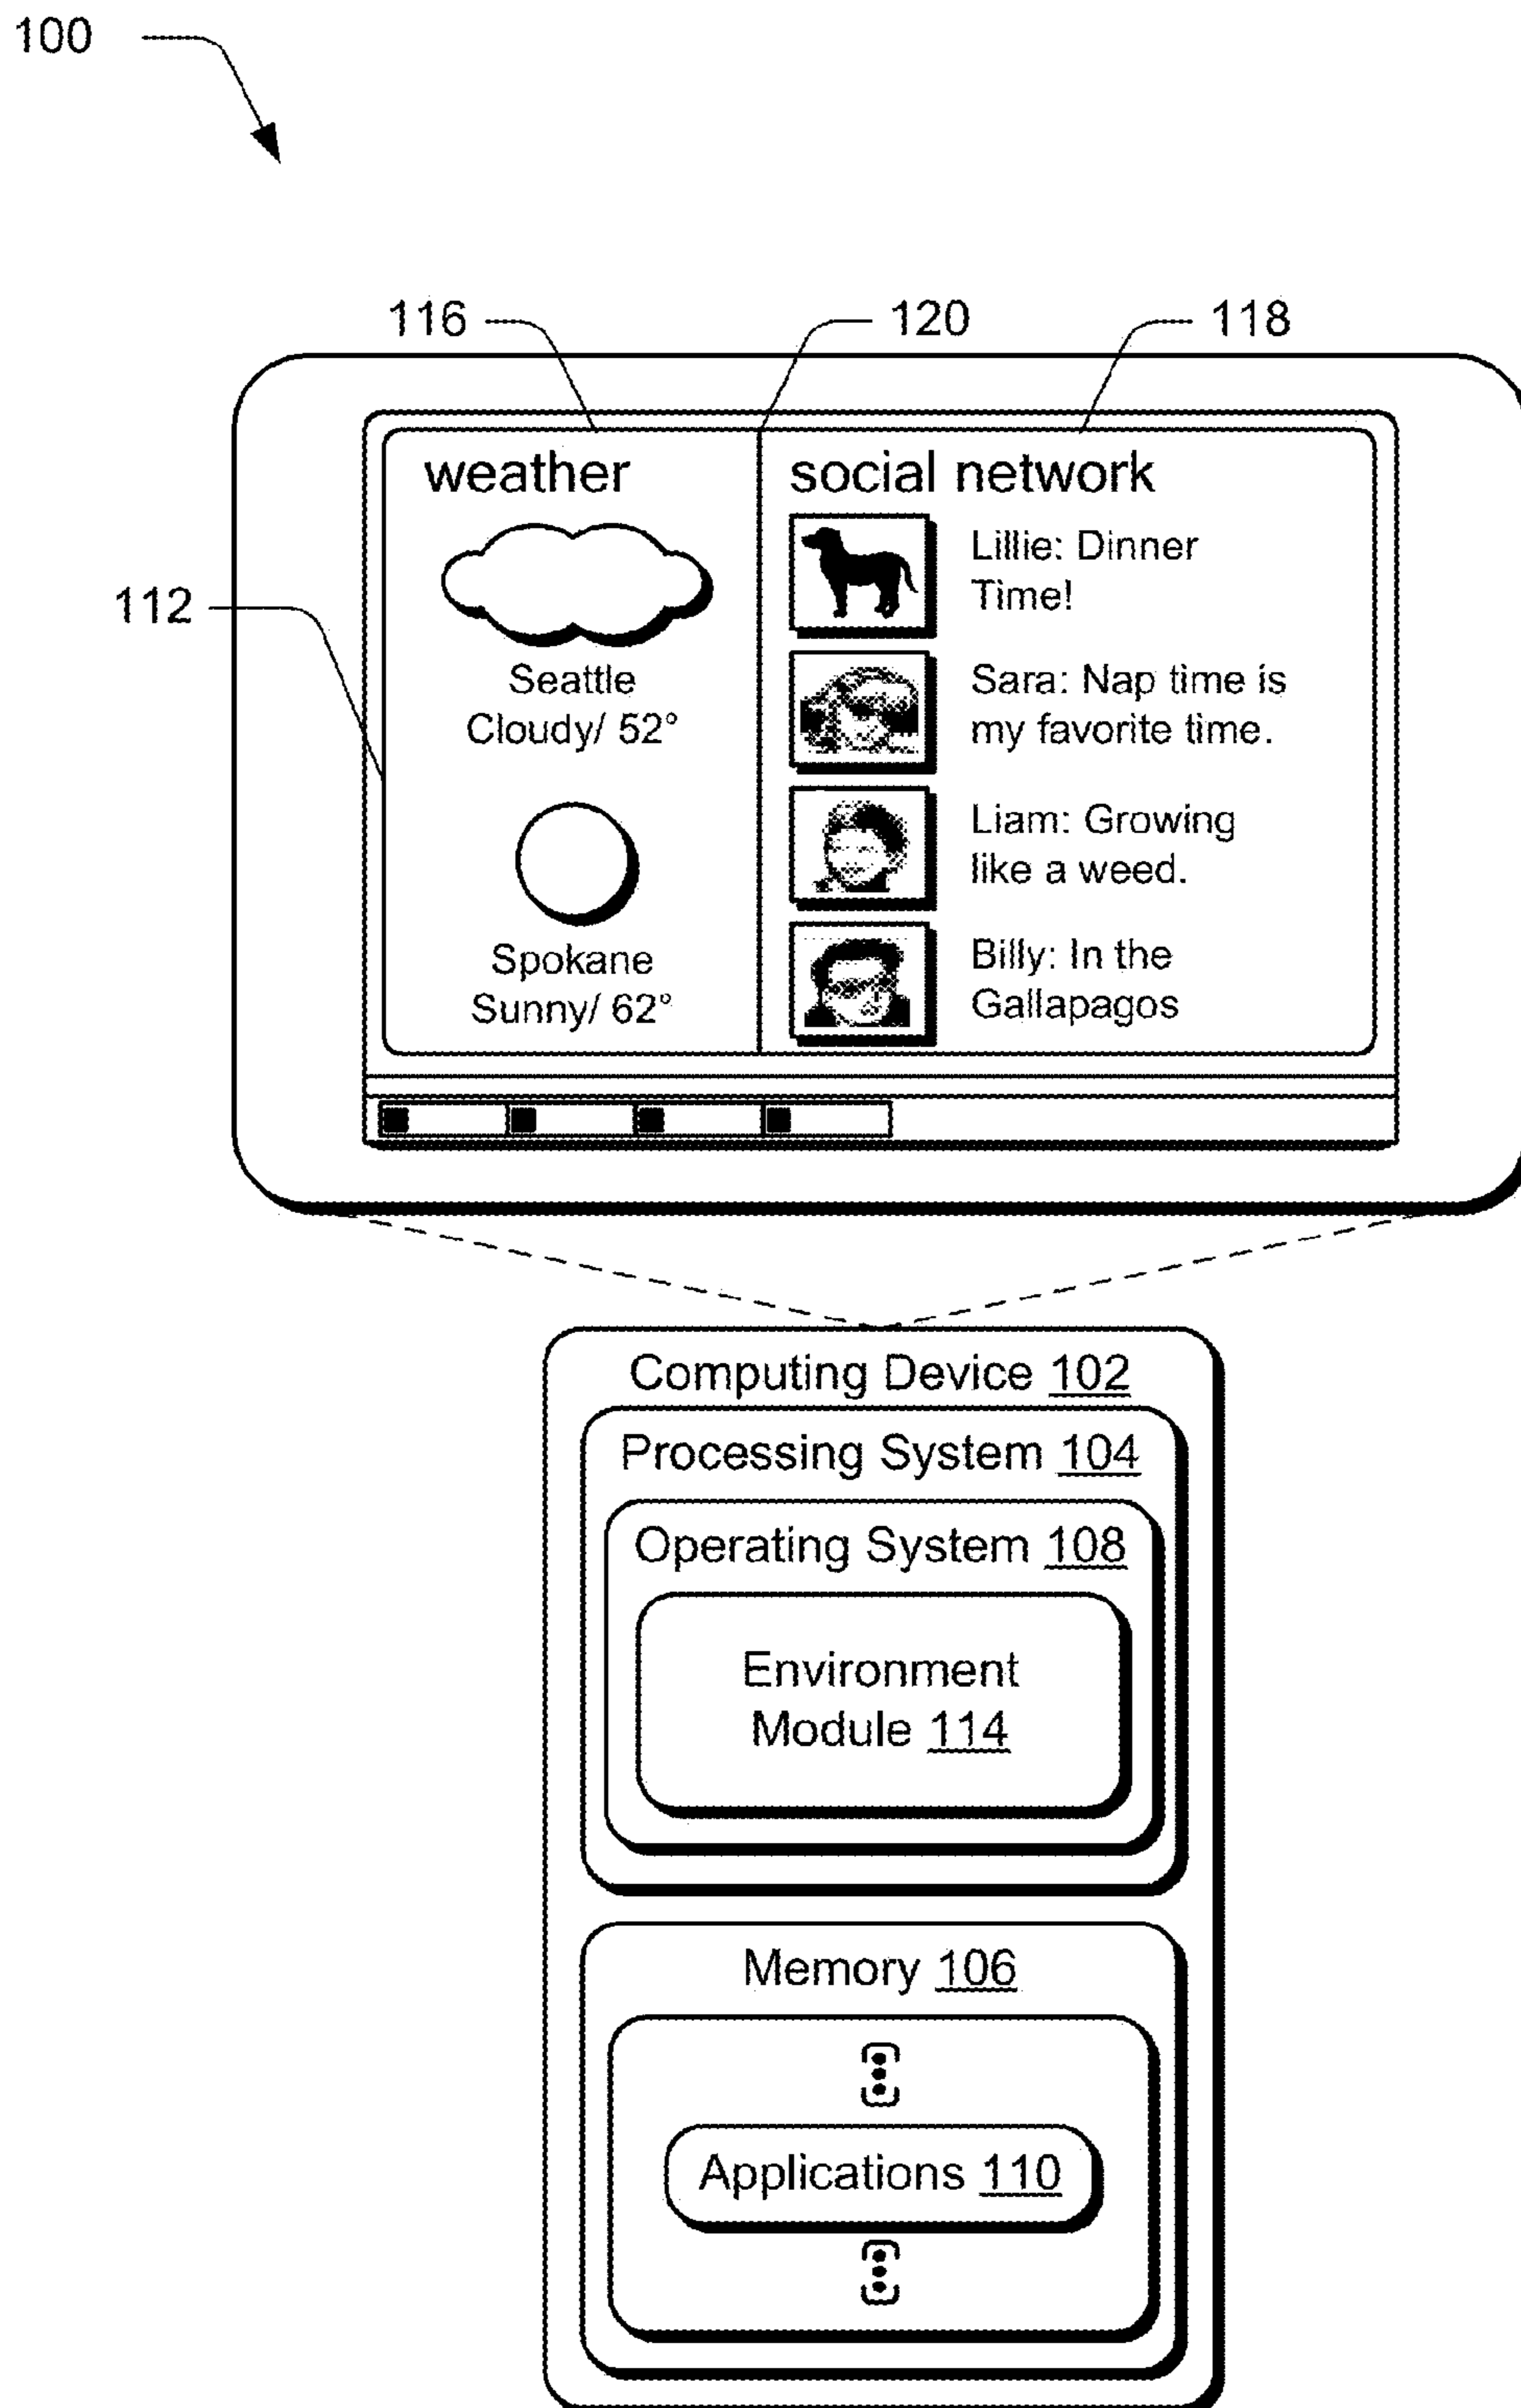 100
116
120
118
112
weather
Seattle
Cloudy/ 52°
Spokane
Sunny/ 62°
social network
Lillie: Dinner
Time!
Sara: Nap time is
my favorite time.
Liam: Growing
like a weed.
Billy: In the
Gallapagos
Computing Device 102
Processing System 104
Operating System 108
Environment
Module 114
Memory 106
Applications 110